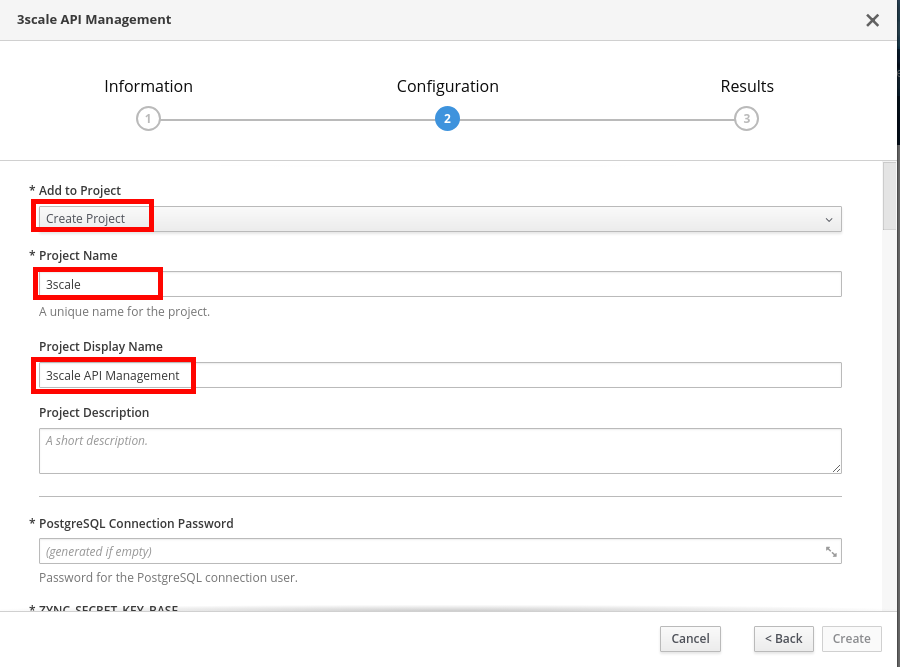 3scale API Management
Information
Configuration
Results
1
2
3
* Add to Project
Create Project
* Project Name
3scale
A unique name for the project.
Project Display Name
3scale API Management
Project Description
A short description.
* PostgreSQL Connection Password
(generated if empty)
Password for the PostgreSQL connection user.
* ZYNC_SECRET_KEY_BASE
Cancel
< Back
Create